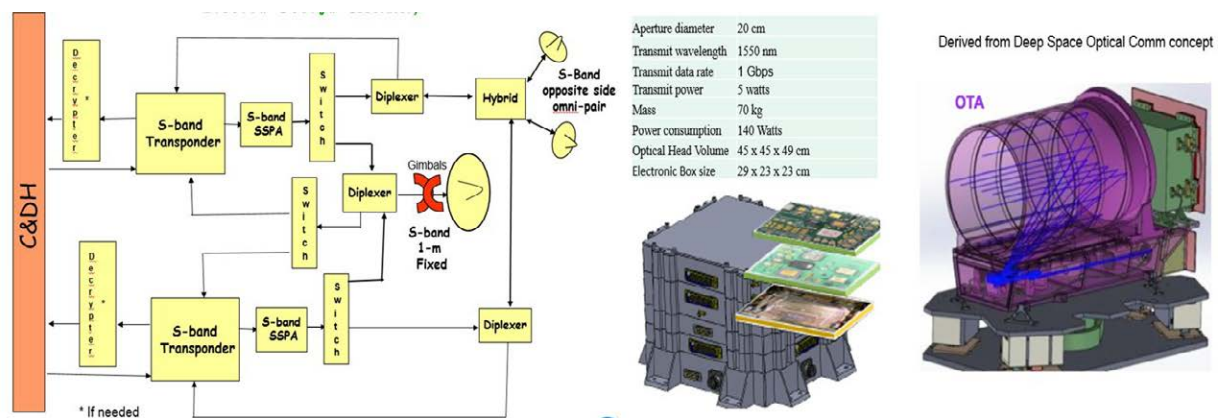 C&DH
Decrypter
*
S-band
Transponder
S-band
SSPA
Switch
Diplexer
Hybrid
S-Band
opposite side
omni-pair
Switch
Diplexer
Gimbals
S-band
1-m
Fixed
Decrypter
*
S-band
Transponder
S-band
SSPA
Switch
Diplexer
* If needed
Aperture diameter 20 cm
Transmit wavelength 1550 nm
Transmit data rate 1 Gbps
Transmit power 5 watts
Mass 70 kg
Power consumption 140 Watts
Optical Head Volume 45 x 45 x 49 cm
Electronic Box size 29 x 23 x 23 cm
Derived from Deep Space Optical Comm concept
OTA